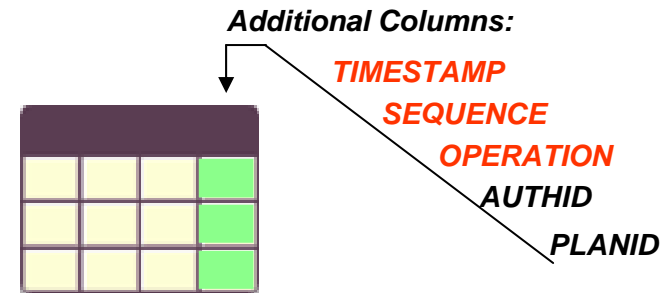 Additional Columns:
TIMESTAMP
SEQUENCE
OPERATION
AUTHID
PLANID